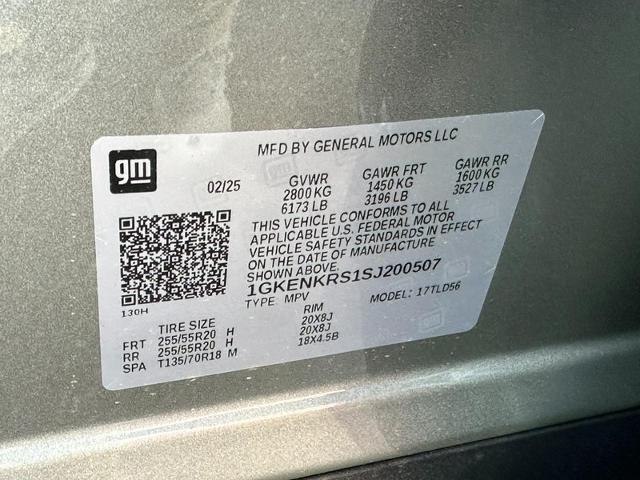 gm
MFD BY GENERAL MOTORS LLC
02/25 GVWR GAWR FRT GAWR RR
2800 KG 1450 KG 1600 KG
6173 LB 3196 LB 3527 LB
THIS VEHICLE CONFORMS TO ALL
APPLICABLE U.S. FEDERAL MOTOR
VEHICLE SAFETY STANDARDS IN EFFECT
ON THE DATE OF MANUFACTURE
SHOWN ABOVE.
1GKENKRS1SJ200507
130H TYPE: MPV MODEL: 17TLD56
TIRE SIZE RIM
FRT 255/55R20 H 20X8J
RR 255/55R20 H 20X8J
SPA T135/70R18 M 18X4.5B